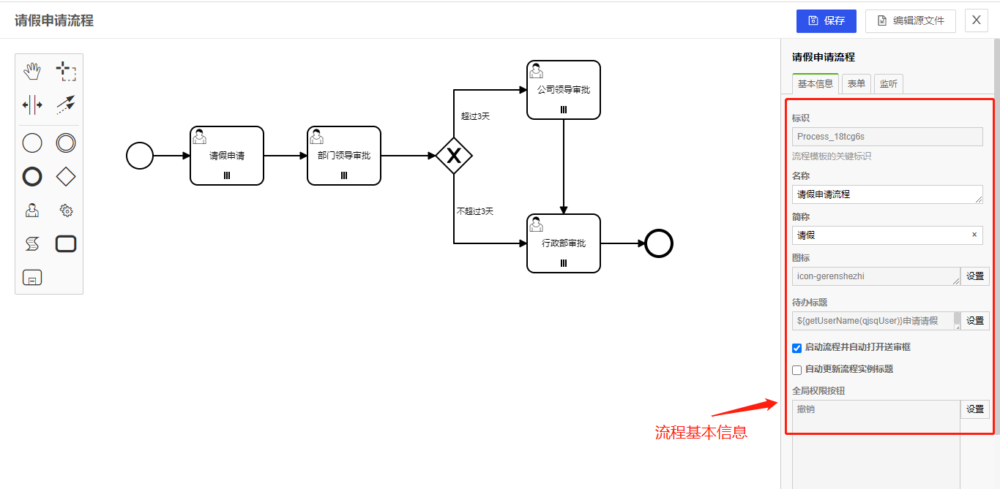 请假申请流程
保存
编辑源文件
X
请假申请流程
基本信息
表单
监听
标识
Process_18tcg6s
流程模板的关键标识
名称
请假申请流程
简称
请假
×
图标
icon-gerenshezhi
设置
待办标题
${getUserName(qjsqUser)}申请请假
设置
启动流程并自动打开送审框
自动更新流程实例标题
全局权限按钮
撤销
设置
公司领导审批
超过3天
请假申请
部门领导审批
不超过3天
行政部审批
流程基本信息